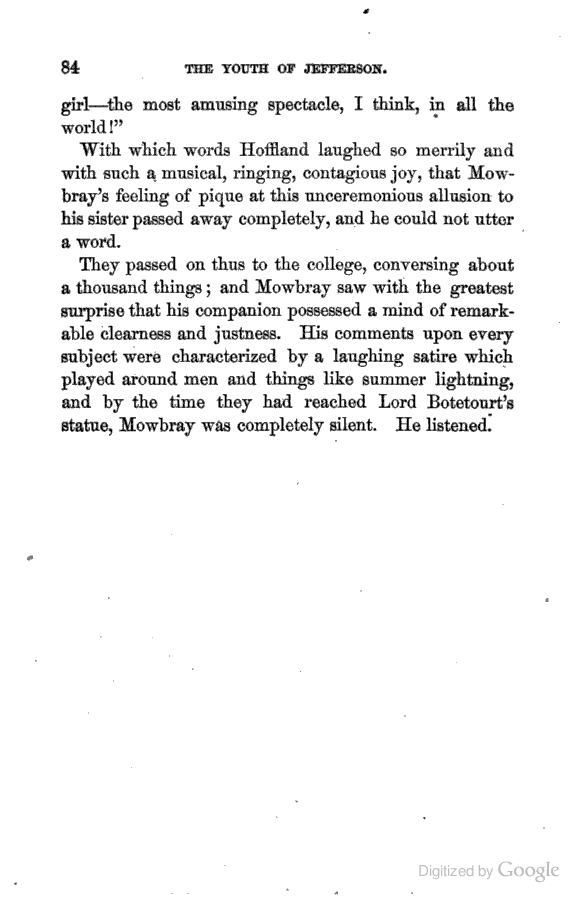 84 THE YOUTH OF JEFFERSON.
girl—the most amusing spectacle, I think, in all the
world!”
With which words Hoffland laughed so merrily and
with such a musical, ringing, contagious joy, that Mow-
bray’s feeling of pique at this unceremonious allusion to
his sister passed away completely, and he could not utter
a word.
They passed on thus to the college, conversing about
a thousand things; and Mowbray saw with the greatest
surprise that his companion possessed a mind of remark-
able clearness and justness. His comments upon every
subject were characterized by a laughing satire which
played around men and things like summer lightning,
and by the time they had reached Lord Botetourt’s
statue, Mowbray was completely silent. He listened.
Digitized by Google